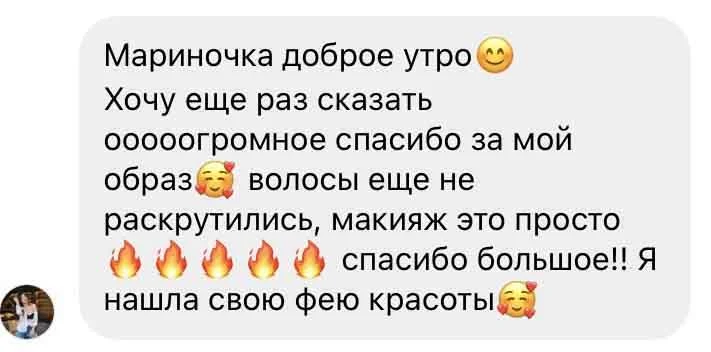 Мариночка доброе утро😊
Хочу еще раз сказать
ооооогромное спасибо за мой
образ🥰 волосы еще не
раскрутились, макияж это просто
🔥🔥🔥🔥🔥 спасибо большое!! Я
нашла свою фею красоты🥰